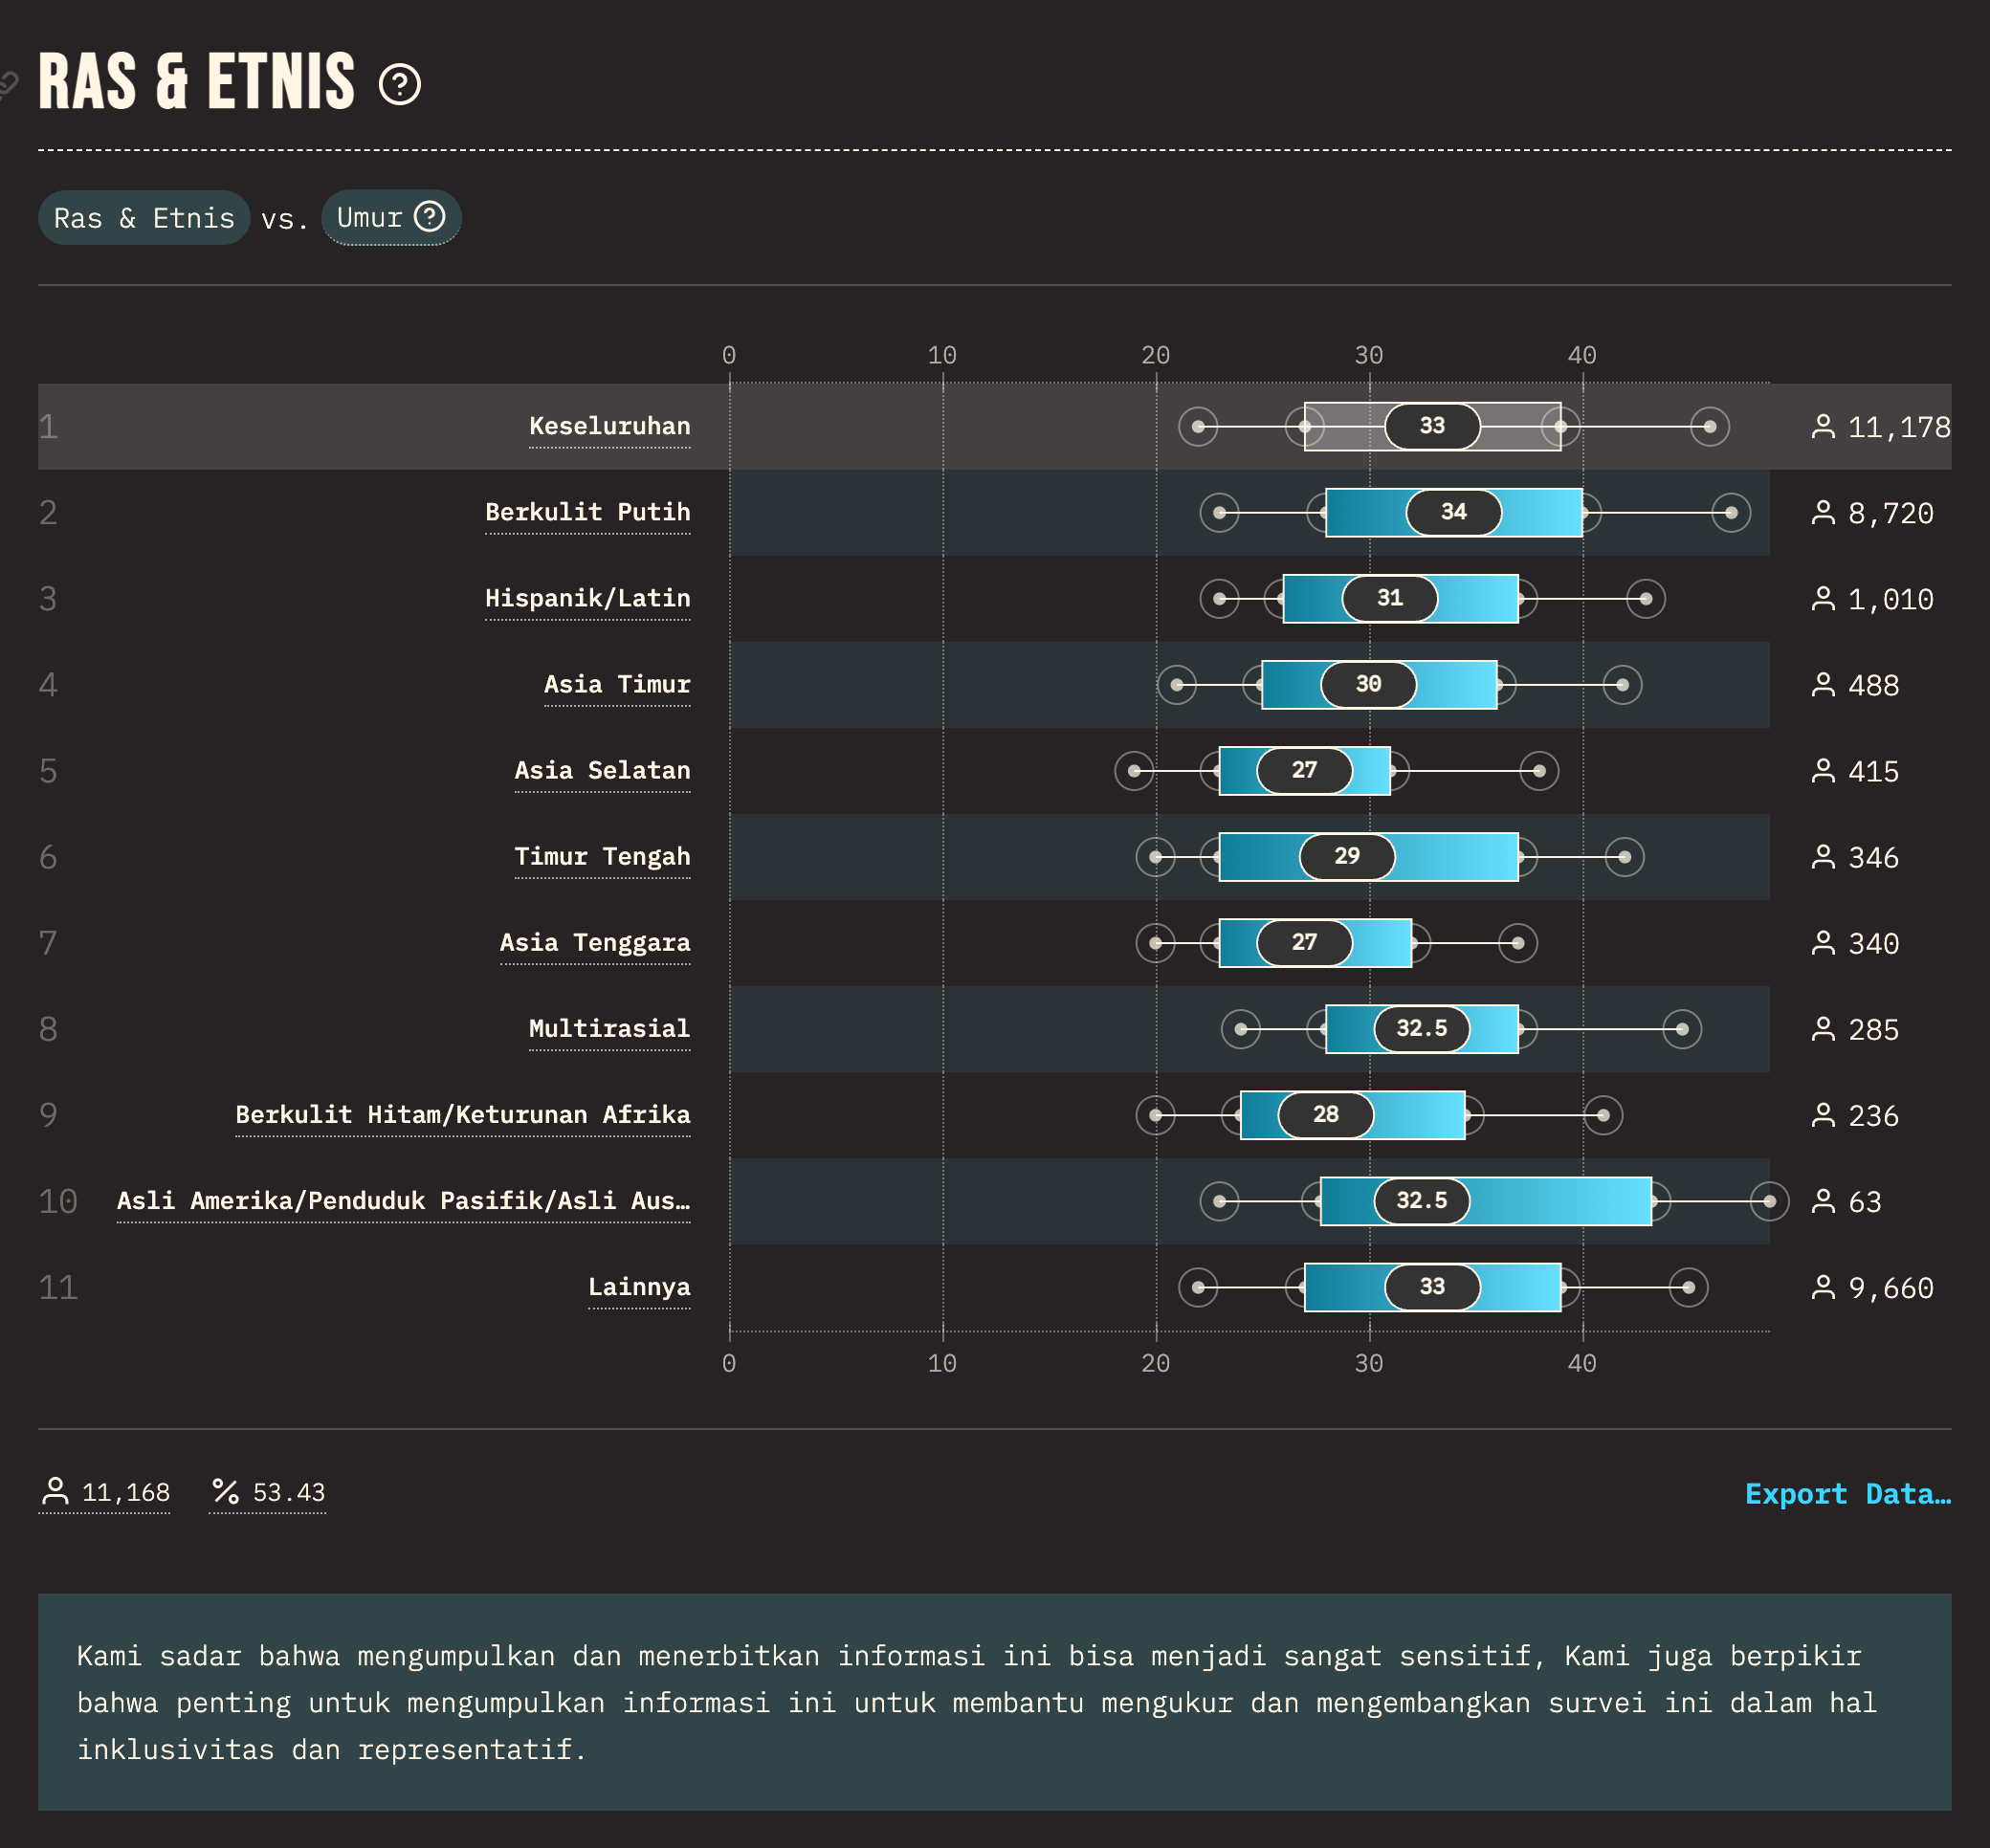 RAS & ETNIS
Ras & Etnis vs. Umur
0 10 20 30 40
1 Keseluruhan 33 11,178
2 Berkulit Putih 34 8,720
3 Hispanik/Latin 31 1,010
4 Asia Timur 30 488
5 Asia Selatan 27 415
6 Timur Tengah 29 346
7 Asia Tenggara 27 340
8 Multirasial 32.5 285
9 Berkulit Hitam/Keturunan Afrika 28 236
10 Asli Amerika/Penduduk Pasifik/Asli Aus… 32.5 63
11 Lainnya 33 9,660
0 10 20 30 40
11,168 % 53.43 Export Data…
Kami sadar bahwa mengumpulkan dan menerbitkan informasi ini bisa menjadi sangat sensitif, Kami juga berpikir
bahwa penting untuk mengumpulkan informasi ini untuk membantu mengukur dan mengembangkan survei ini dalam hal
inklusivitas dan representatif.